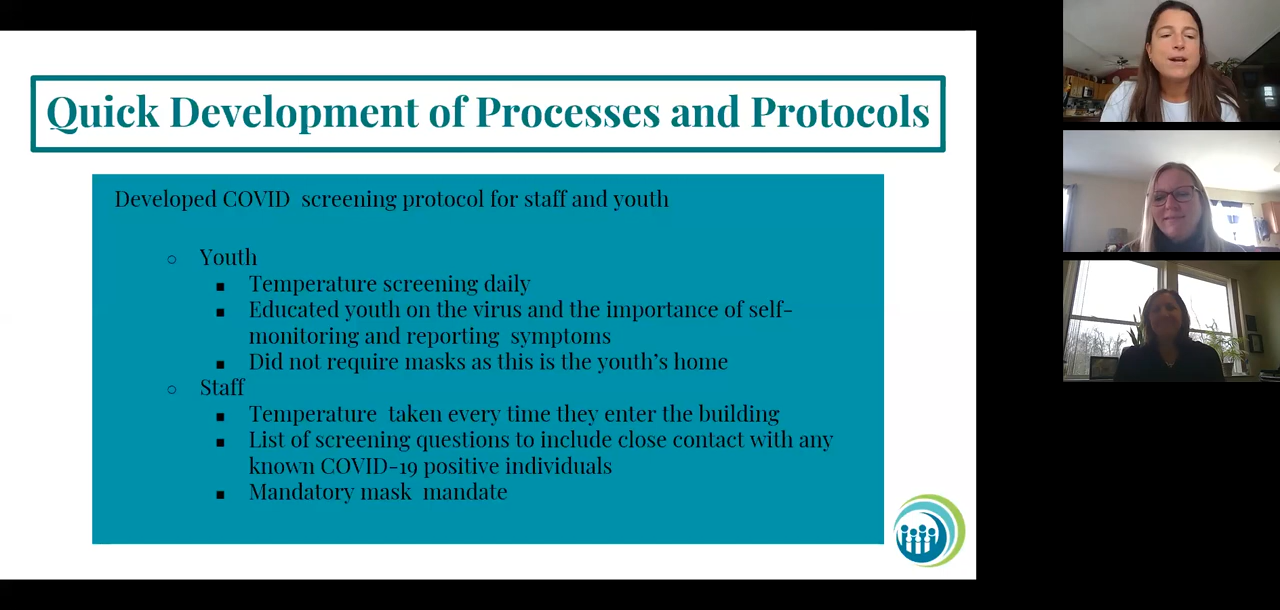 Quick Development of Processes and Protocols
Developed COVID screening protocol for staff and youth
○ Youth
■ Temperature screening daily
■ Educated youth on the virus and the importance of self-
monitoring and reporting symptoms
■ Did not require masks as this is the youth's home
○ Staff
■ Temperature taken every time they enter the building
■ List of screening questions to include close contact with any
known COVID-19 positive individuals
■ Mandatory mask mandate